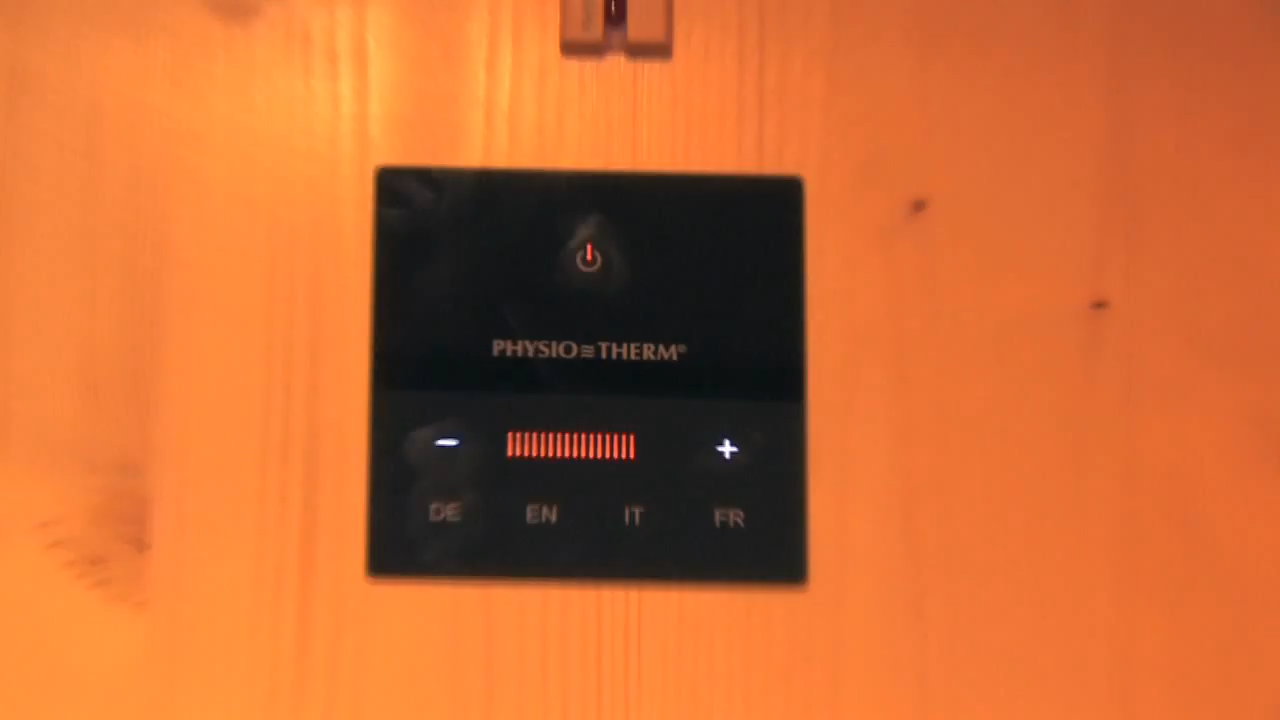 PHYSIO≋THERM®
- +
DE EN IT FR